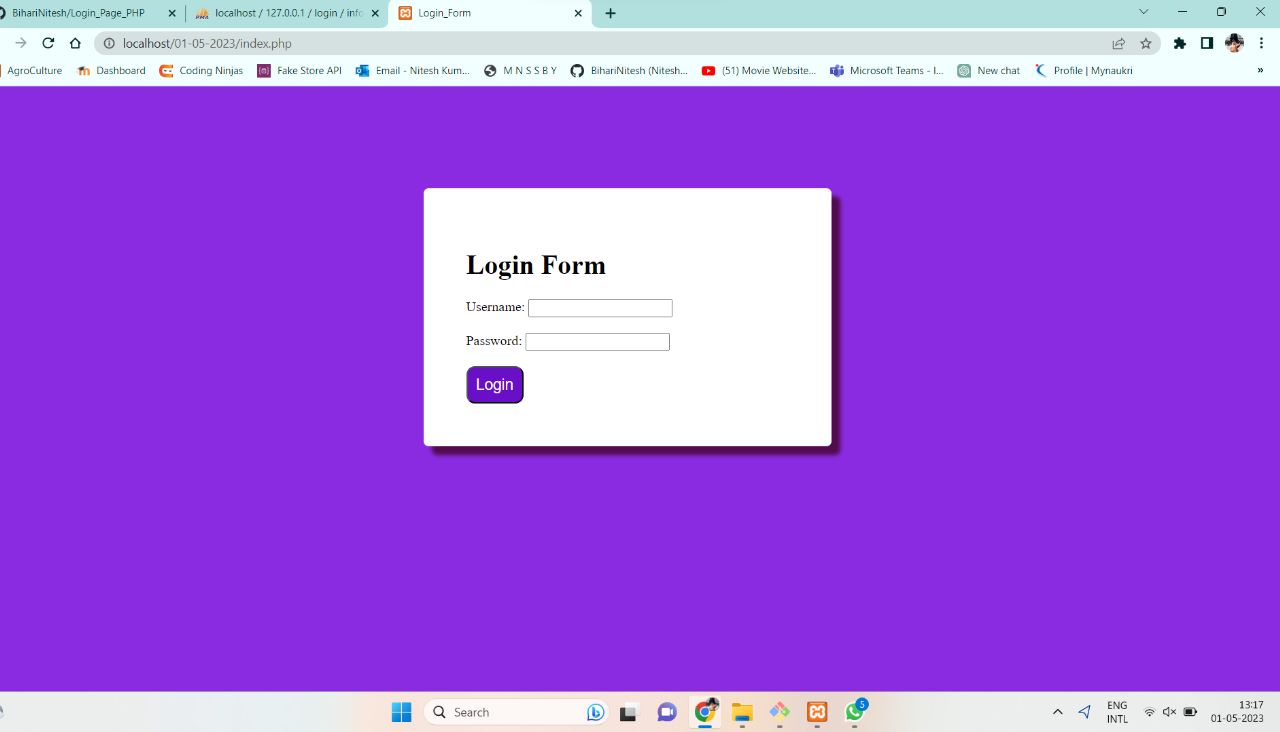 BihariNitesh/Login_Page_PHP
localhost / 127.0.0.1 / login / info
Login_Form
localhost/01-05-2023/index.php
AgroCulture Dashboard Coding Ninjas Fake Store API Email - Nitesh Kum... M N S S B Y BihariNitesh (Nitesh... (51) Movie Website... Microsoft Teams - I... New chat Profile | Mynaukri »
Login Form
Username:
Password:
Login
Search
5
ENG
INTL
13:17
01-05-2023